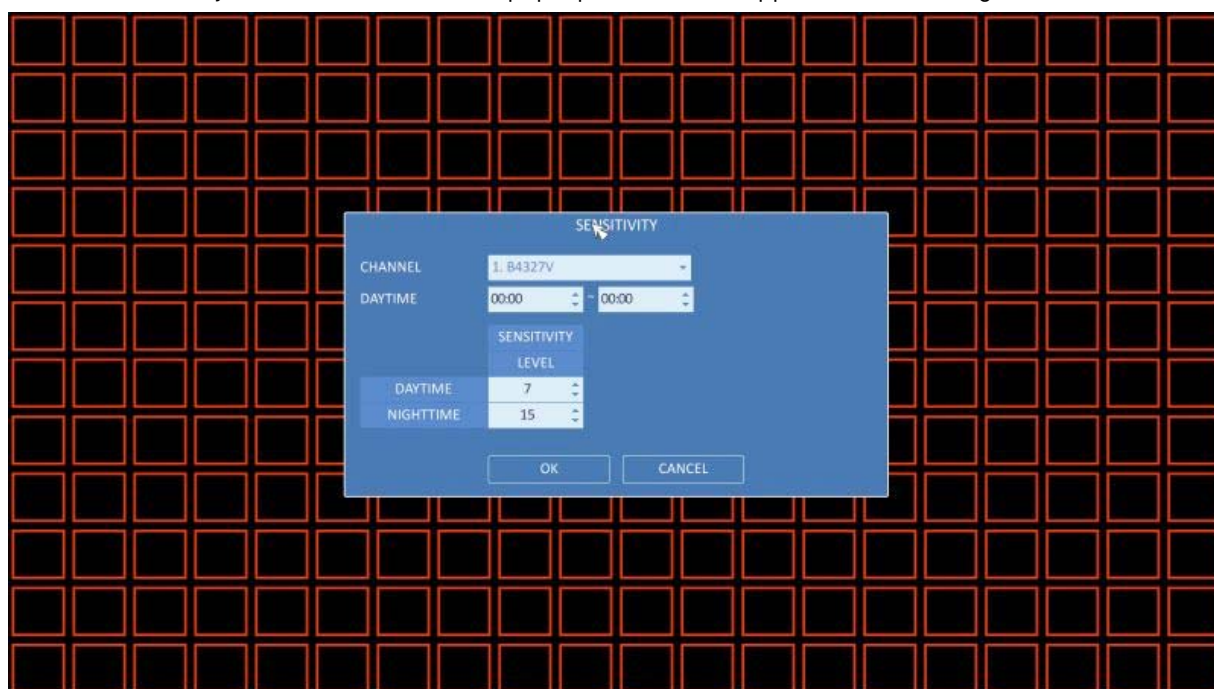 SENSITIVITY
CHANNEL 1. B4327V
DAYTIME 00:00 ~ 00:00
SENSITIVITY
LEVEL
DAYTIME 7
NIGHTTIME 15
OK CANCEL